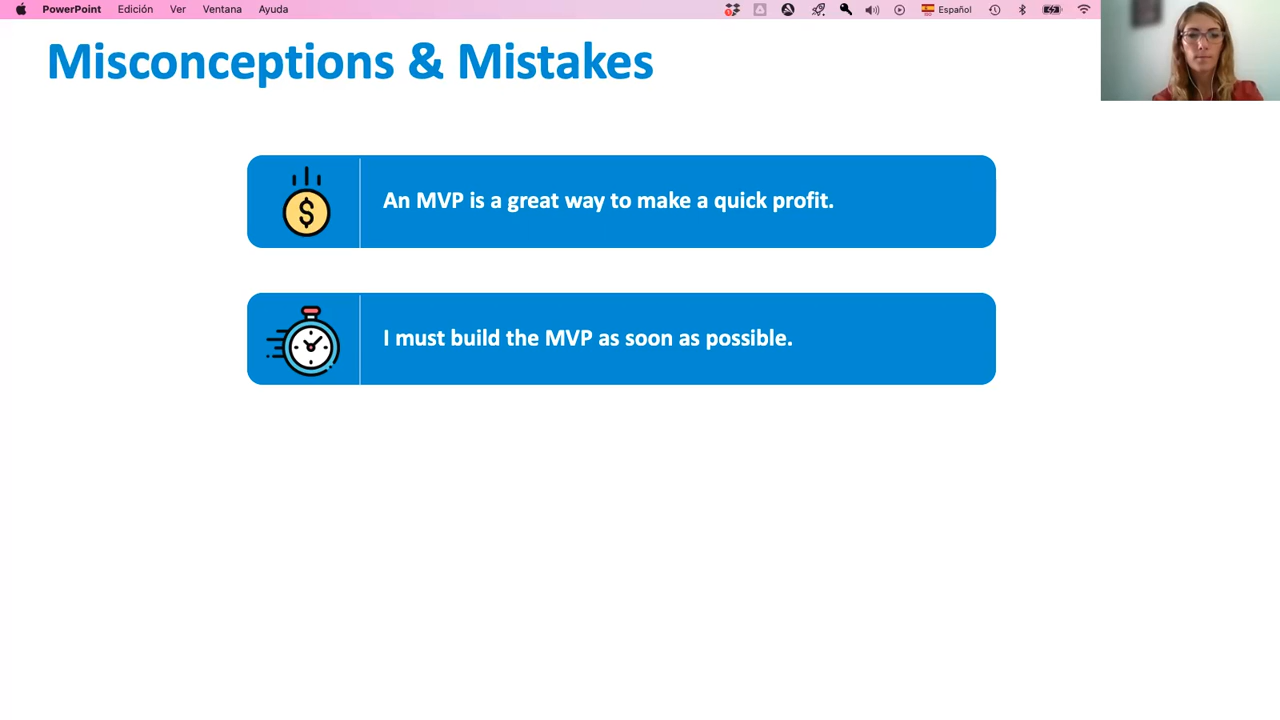 PowerPoint Edición Ver Ventana Ayuda Español
Misconceptions & Mistakes
$
An MVP is a great way to make a quick profit.
I must build the MVP as soon as possible.